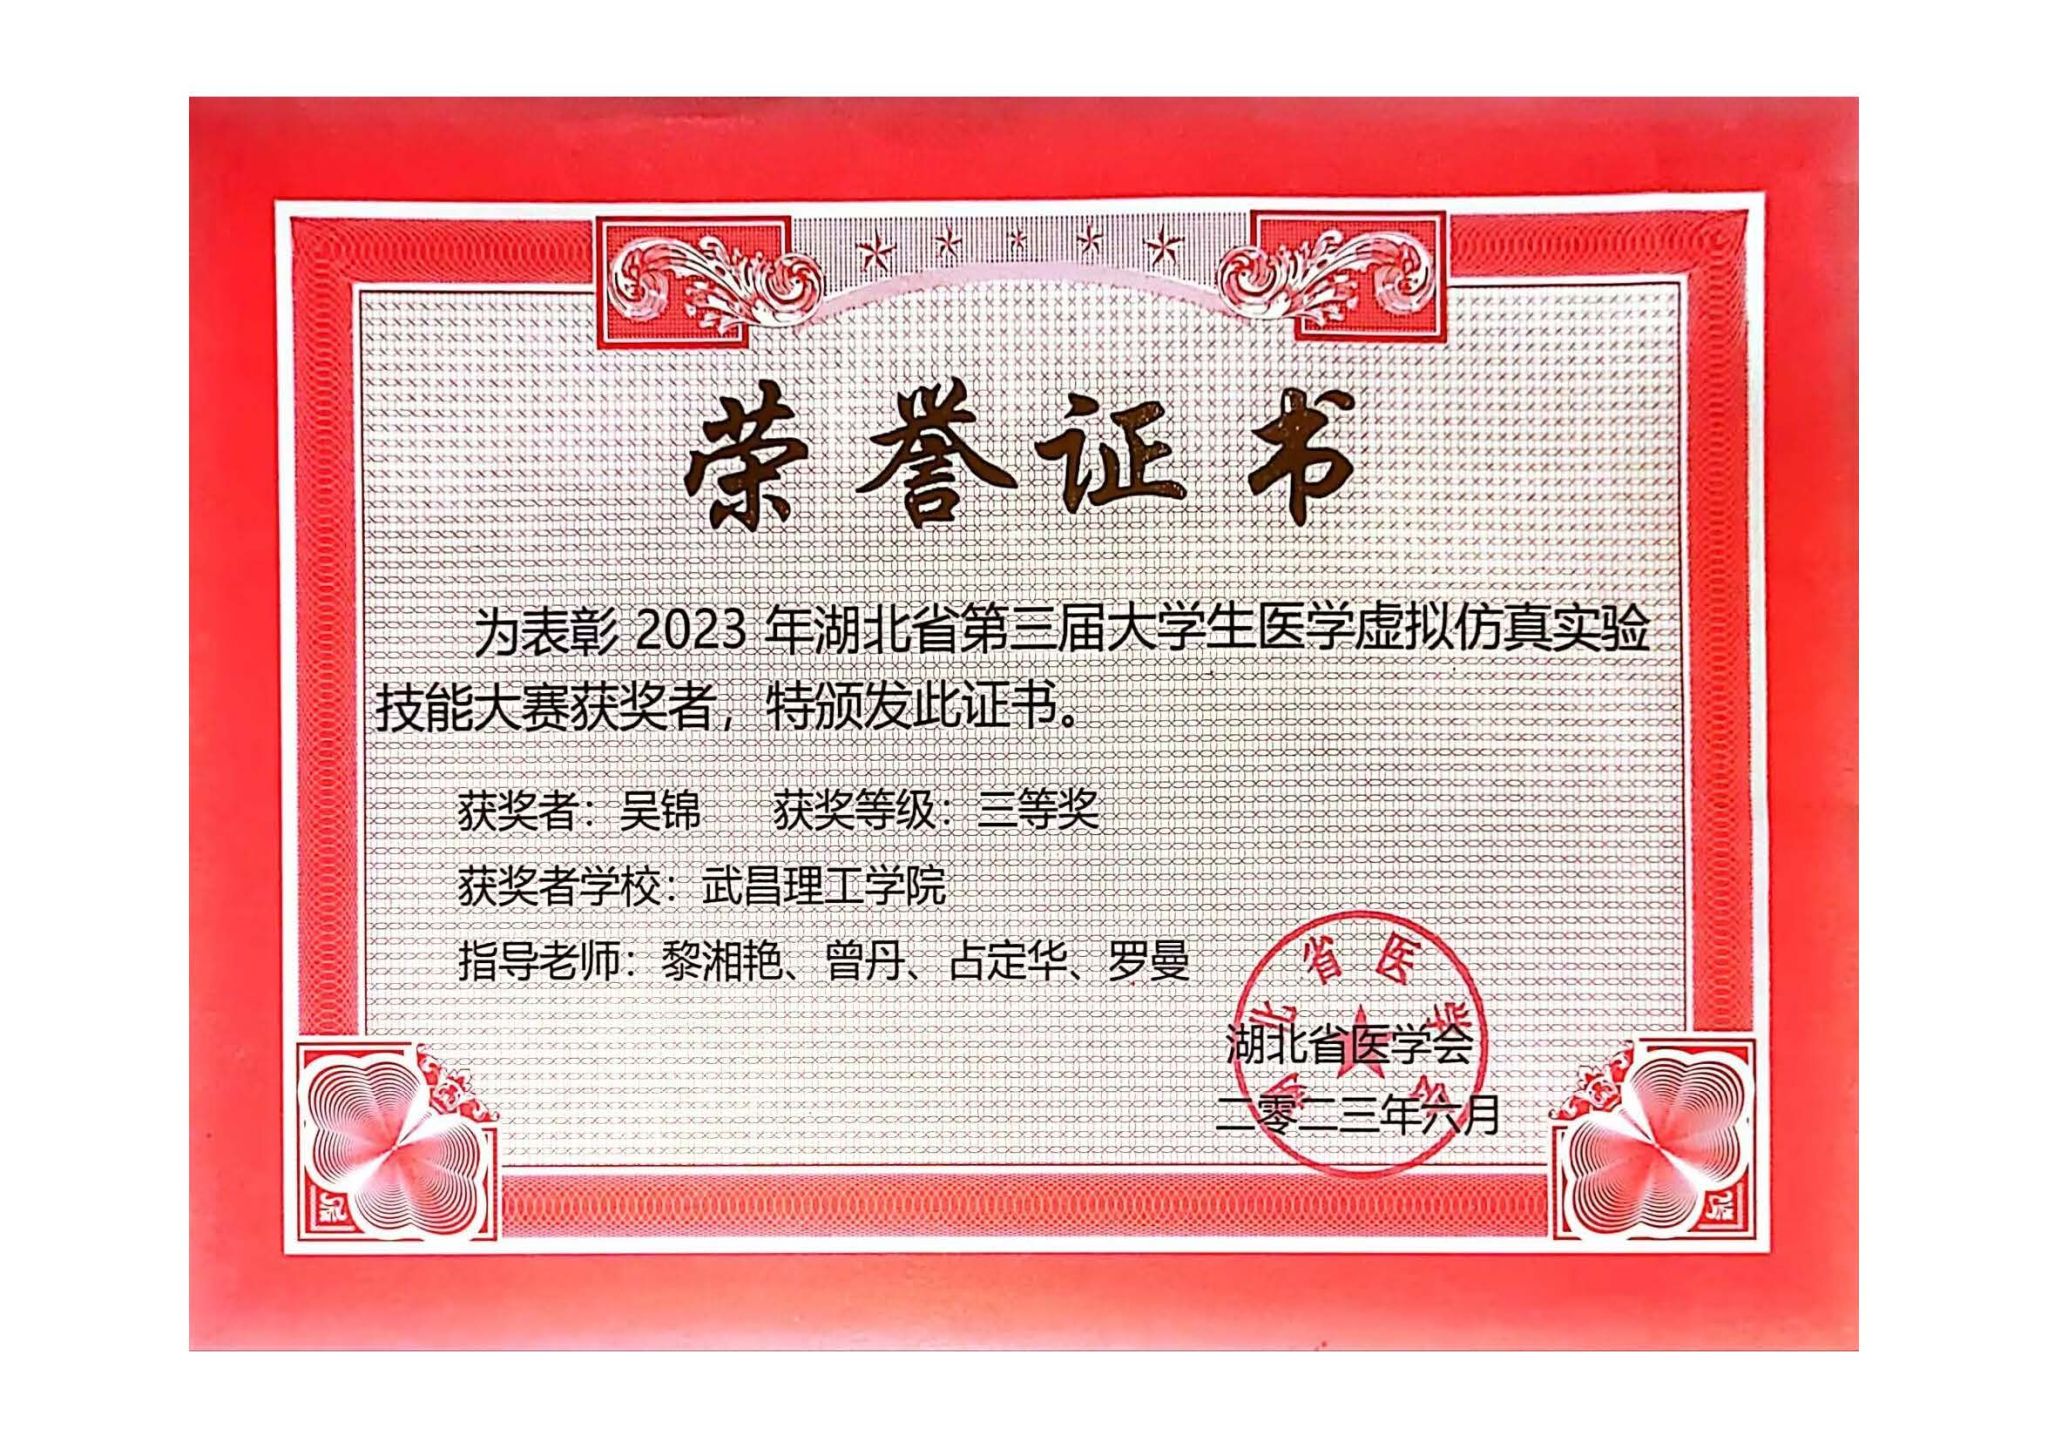 荣誉证书
为表彰 2023 年湖北省第三届大学生医学虚拟仿真实验
技能大赛获奖者，特颁发此证书。
获奖者：吴锦 获奖等级：三等奖
获奖者学校：武昌理工学院
指导老师：黎湘艳、曾丹、占定华、罗曼
湖北省医学会
二零二三年六月